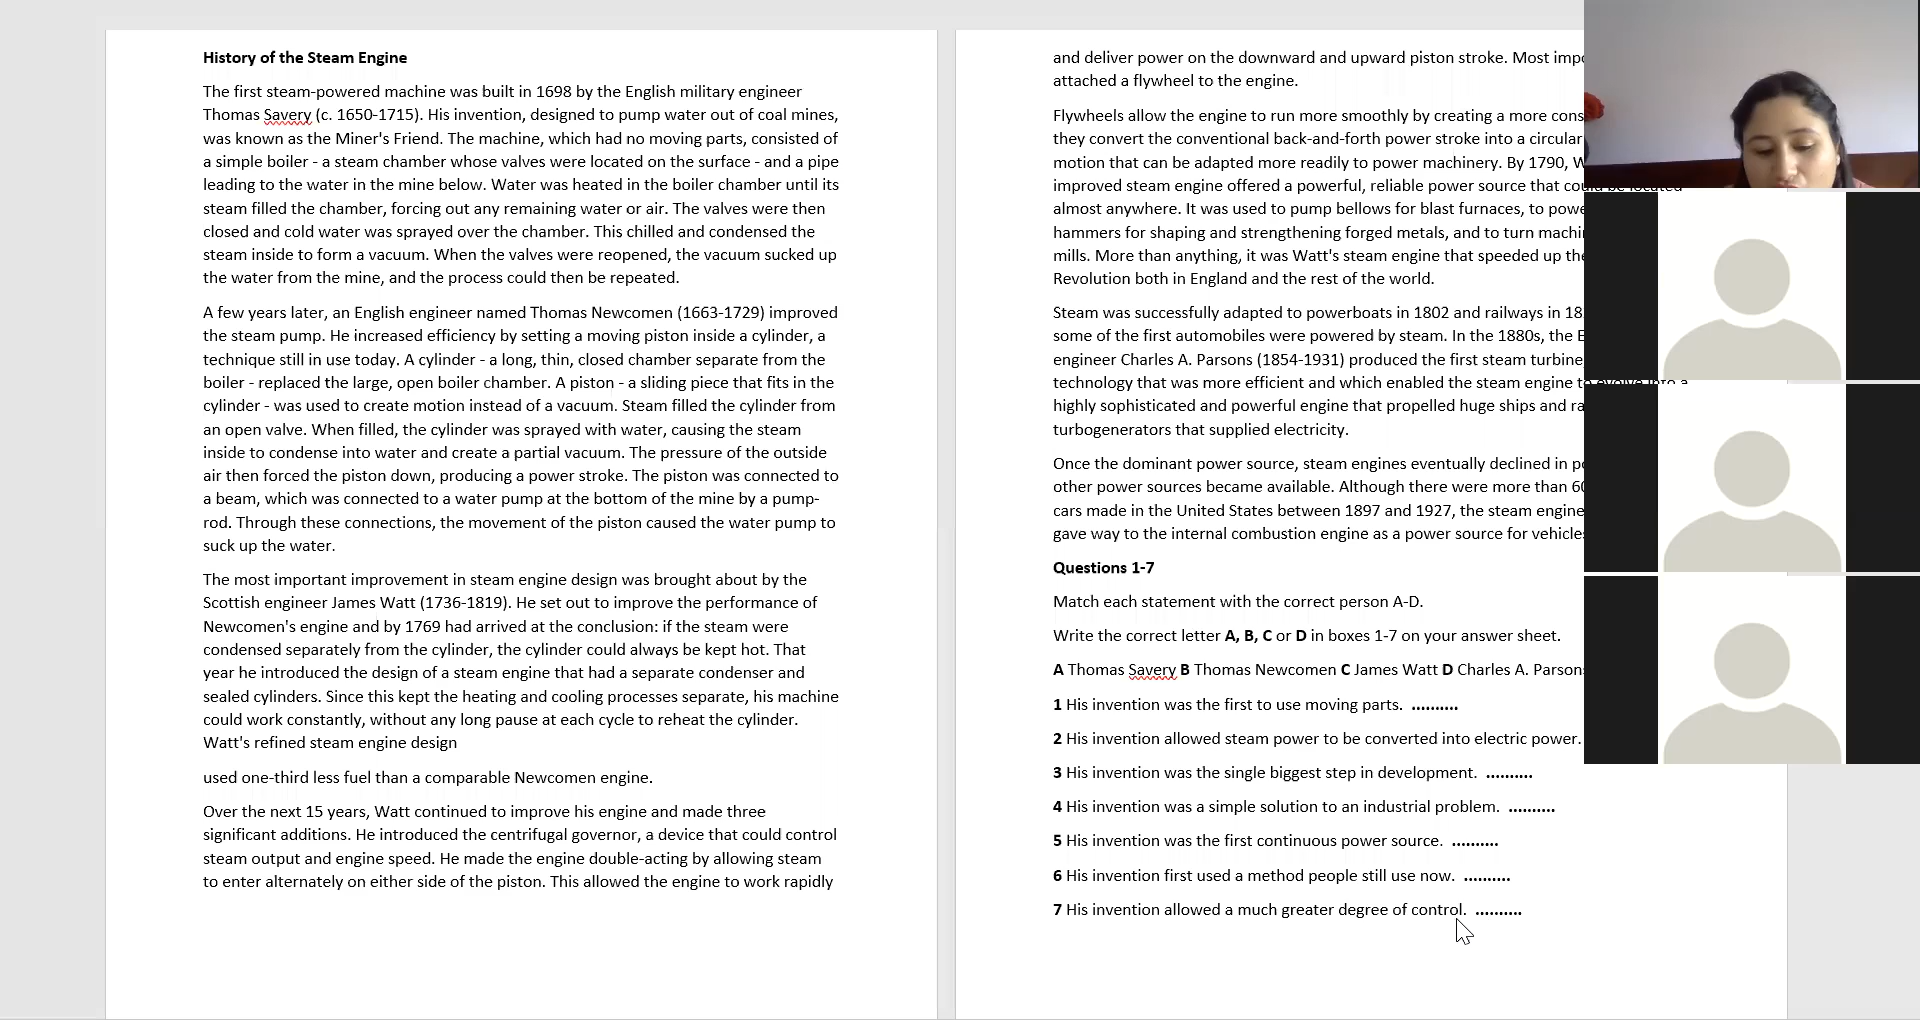 History of the Steam Engine
The first steam-powered machine was built in 1698 by the English military engineer
Thomas Savery (c. 1650-1715). His invention, designed to pump water out of coal mines,
was known as the Miner's Friend. The machine, which had no moving parts, consisted of
a simple boiler - a steam chamber whose valves were located on the surface - and a pipe
leading to the water in the mine below. Water was heated in the boiler chamber until its
steam filled the chamber, forcing out any remaining water or air. The valves were then
closed and cold water was sprayed over the chamber. This chilled and condensed the
steam inside to form a vacuum. When the valves were reopened, the vacuum sucked up
the water from the mine, and the process could then be repeated.
A few years later, an English engineer named Thomas Newcomen (1663-1729) improved
the steam pump. He increased efficiency by setting a moving piston inside a cylinder, a
technique still in use today. A cylinder - a long, thin, closed chamber separate from the
boiler - replaced the large, open boiler chamber. A piston - a sliding piece that fits in the
cylinder - was used to create motion instead of a vacuum. Steam filled the cylinder from
an open valve. When filled, the cylinder was sprayed with water, causing the steam
inside to condense into water and create a partial vacuum. The pressure of the outside
air then forced the piston down, producing a power stroke. The piston was connected to
a beam, which was connected to a water pump at the bottom of the mine by a pump-
rod. Through these connections, the movement of the piston caused the water pump to
suck up the water.
The most important improvement in steam engine design was brought about by the
Scottish engineer James Watt (1736-1819). He set out to improve the performance of
Newcomen's engine and by 1769 had arrived at the conclusion: if the steam were
condensed separately from the cylinder, the cylinder could always be kept hot. That
year he introduced the design of a steam engine that had a separate condenser and
sealed cylinders. Since this kept the heating and cooling processes separate, his machine
could work constantly, without any long pause at each cycle to reheat the cylinder.
Watt's refined steam engine design
used one-third less fuel than a comparable Newcomen engine.
Over the next 15 years, Watt continued to improve his engine and made three
significant additions. He introduced the centrifugal governor, a device that could control
steam output and engine speed. He made the engine double-acting by allowing steam
to enter alternately on either side of the piston. This allowed the engine to work rapidly
and deliver power on the downward and upward piston stroke. Most
attached a flywheel to the engine.
Flywheels allow the engine to run more smoothly by creating a more
they convert the conventional back-and-forth power stroke into a circular
motion that can be adapted more readily to power machinery. By 1790,
improved steam engine offered a powerful, reliable power source that could be located
almost anywhere. It was used to pump bellows for blast furnaces, to
hammers for shaping and strengthening forged metals, and to turn
mills. More than anything, it was Watt's steam engine that speeded up
Revolution both in England and the rest of the world.
Steam was successfully adapted to powerboats in 1802 and railways in
some of the first automobiles were powered by steam. In the 1880s, the
engineer Charles A. Parsons (1854-1931) produced the first steam turbine
technology that was more efficient and which enabled the steam engine to evolve into a
highly sophisticated and powerful engine that propelled huge ships and
turbogenerators that supplied electricity.
Once the dominant power source, steam engines eventually declined in
other power sources became available. Although there were more than
cars made in the United States between 1897 and 1927, the steam engine
gave way to the internal combustion engine as a power source for
Questions 1-7
Match each statement with the correct person A-D.
Write the correct letter A, B, C or D in boxes 1-7 on your answer sheet.
A Thomas Savery B Thomas Newcomen C James Watt D Charles A.
1 His invention was the first to use moving parts. ..........
2 His invention allowed steam power to be converted into electric power.
3 His invention was the single biggest step in development. ..........
4 His invention was a simple solution to an industrial problem. ..........
5 His invention was the first continuous power source. ..........
6 His invention first used a method people still use now. ..........
7 His invention allowed a much greater degree of control. ..........